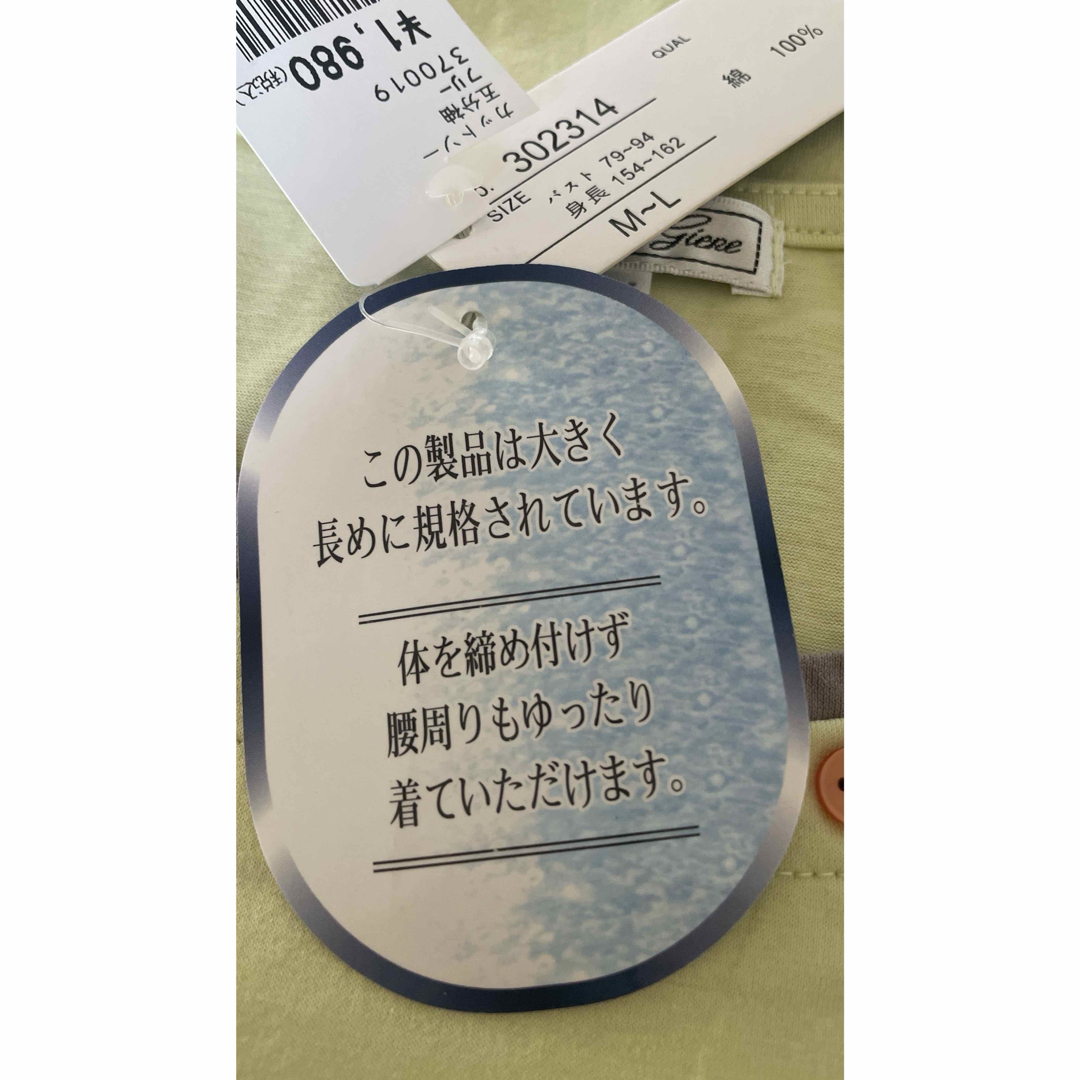 ¥1,980(税込)
370019
フリー
五分袖
カットソー
QUAL
綿 100%
302314
SIZE
バスト 79~94
身長 154~162
M~L
Giere
この製品は大きく
長めに規格されています。
体を締め付けず
腰周りもゆったり
着ていただけます。